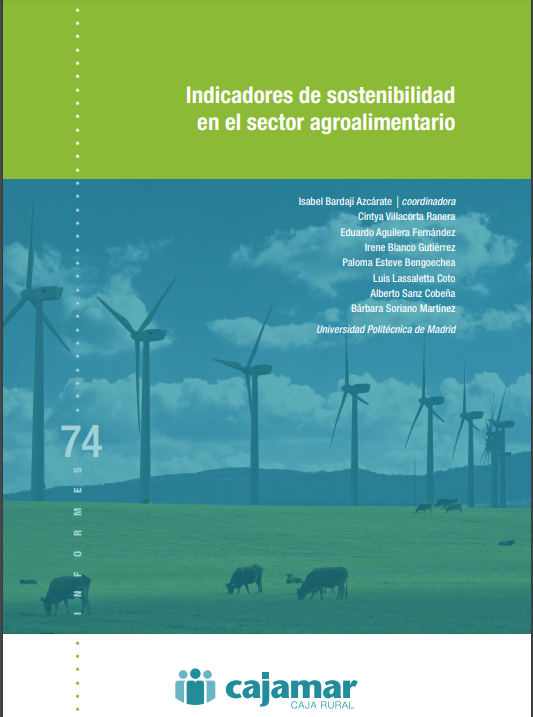 Indicadores de sostenibilidad
en el sector agroalimentario
Isabel Bardají Azcárate | coordinadora
Cintya Villacorta Ranera
Eduardo Aguilera Fernández
Irene Blanco Gutiérrez
Paloma Esteve Bengoechea
Luis Lassaletta Coto
Alberto Sanz Cobeña
Bárbara Soriano Martínez
Universidad Politécnica de Madrid
74
INFORMES
cajamar
CAJA RURAL